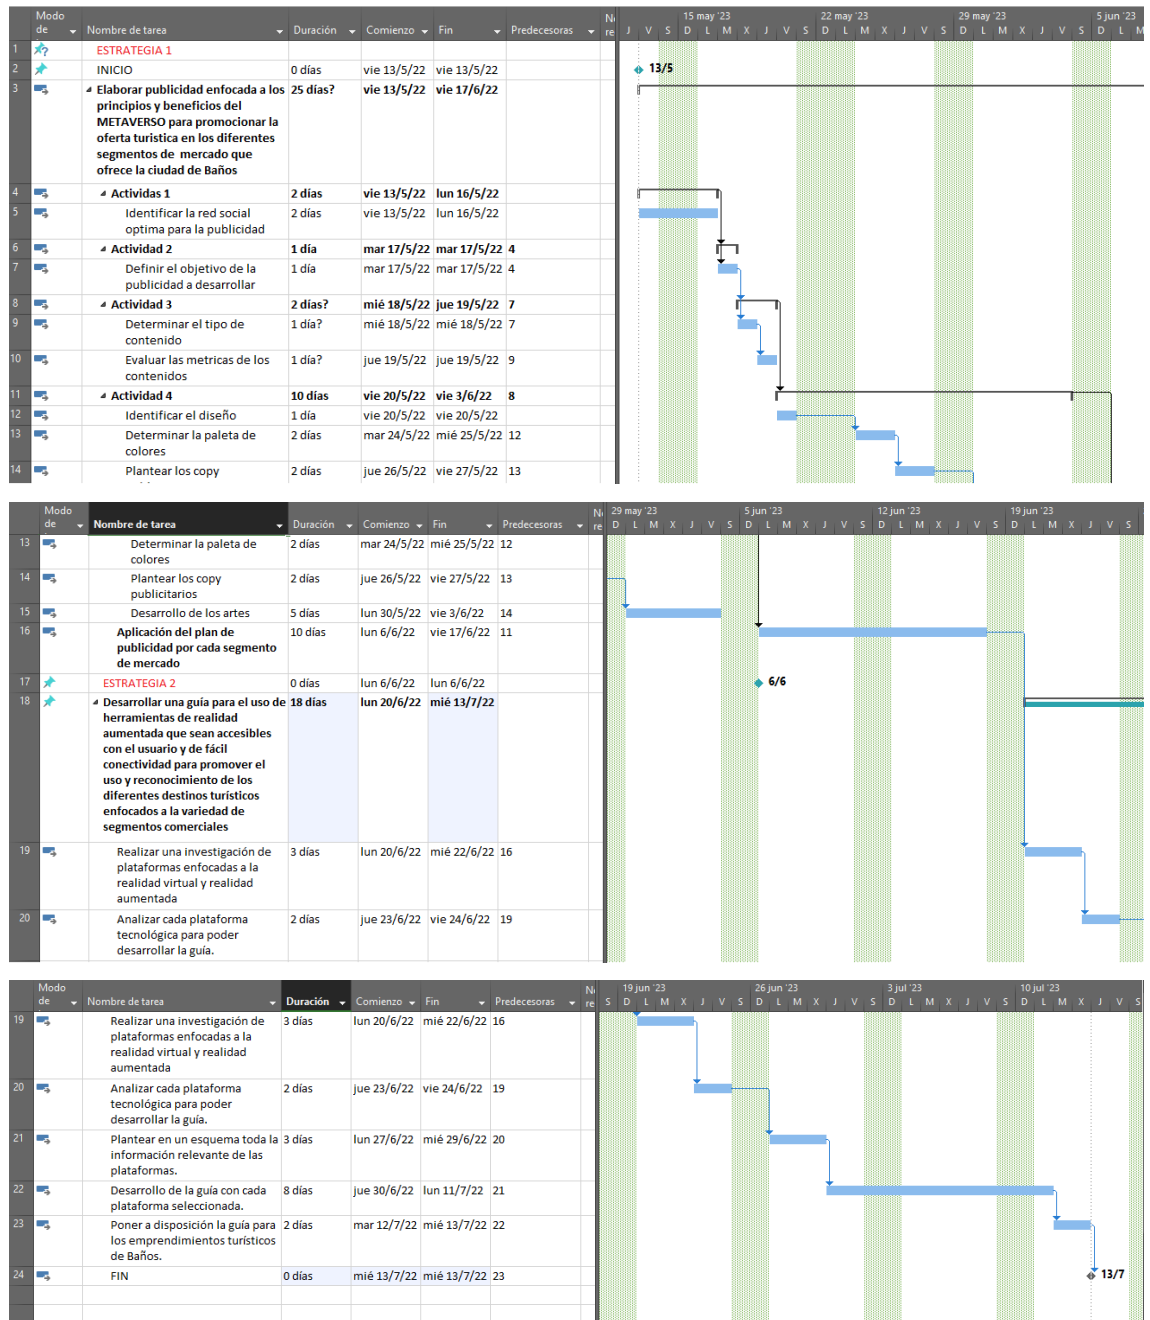 Modo de
Nombre de tarea
Duración
Comienzo
Fin
Predecesoras
15 may '23
22 may '23
29 may '23
5 jun '23
J V S D L M X J V S D L M X J V S D L M X J V S D L M
1 ESTRATEGIA 1
2 INICIO 0 días vie 13/5/22 vie 13/5/22
13/5
3 Elaborar publicidad enfocada a los 25 días? vie 13/5/22 vie 17/6/22
principios y beneficios del
METAVERSO para promocionar la
oferta turistica en los diferentes
segmentos de mercado que
ofrece la ciudad de Baños
4 Actividas 1 2 días vie 13/5/22 lun 16/5/22
5 Identificar la red social 2 días vie 13/5/22 lun 16/5/22
optima para la publicidad
6 Actividad 2 1 día mar 17/5/22 mar 17/5/22 4
7 Definir el objetivo de la 1 día mar 17/5/22 mar 17/5/22 4
publicidad a desarrollar
8 Actividad 3 2 días? mié 18/5/22 jue 19/5/22 7
9 Determinar el tipo de 1 día? mié 18/5/22 mié 18/5/22 7
contenido
10 Evaluar las metricas de los 1 día? jue 19/5/22 jue 19/5/22 9
contenidos
11 Actividad 4 10 días vie 20/5/22 vie 3/6/22 8
12 Identificar el diseño 1 día vie 20/5/22 vie 20/5/22
13 Determinar la paleta de 2 días mar 24/5/22 mié 25/5/22 12
colores
14 Plantear los copy 2 días jue 26/5/22 vie 27/5/22 13
Modo de
Nombre de tarea
Duración
Comienzo
Fin
Predecesoras
29 may '23
5 jun '23
12 jun '23
19 jun '23
D L M X J V S D L M X J V S D L M X J V S D L M X J V S
13 Determinar la paleta de 2 días mar 24/5/22 mié 25/5/22 12
colores
14 Plantear los copy 2 días jue 26/5/22 vie 27/5/22 13
publicitarios
15 Desarrollo de los artes 5 días lun 30/5/22 vie 3/6/22 14
16 Aplicación del plan de 10 días lun 6/6/22 vie 17/6/22 11
publicidad por cada segmento
de mercado
17 ESTRATEGIA 2 0 días lun 6/6/22 lun 6/6/22
6/6
18 Desarrollar una guía para el uso de 18 días lun 20/6/22 mié 13/7/22
herramientas de realidad
aumentada que sean accesibles
con el usuario y de fácil
conectividad para promover el
uso y reconocimiento de los
diferentes destinos turísticos
enfocados a la variedad de
segmentos comerciales
19 Realizar una investigación de 3 días lun 20/6/22 mié 22/6/22 16
plataformas enfocadas a la
realidad virtual y realidad
aumentada
20 Analizar cada plataforma 2 días jue 23/6/22 vie 24/6/22 19
tecnológica para poder
desarrollar la guía.
Modo de
Nombre de tarea
Duración
Comienzo
Fin
Predecesoras
19 jun '23
26 jun '23
3 jul '23
10 jul '23
S D L M X J V S D L M X J V S D L M X J V S D L M X J V S
19 Realizar una investigación de 3 días lun 20/6/22 mié 22/6/22 16
plataformas enfocadas a la
realidad virtual y realidad
aumentada
20 Analizar cada plataforma 2 días jue 23/6/22 vie 24/6/22 19
tecnológica para poder
desarrollar la guía.
21 Plantear en un esquema toda la 3 días lun 27/6/22 mié 29/6/22 20
información relevante de las
plataformas.
22 Desarrollo de la guía con cada 8 días jue 30/6/22 lun 11/7/22 21
plataforma seleccionada.
23 Poner a disposición la guía para 2 días mar 12/7/22 mié 13/7/22 22
los emprendimientos turísticos
de Baños.
24 FIN 0 días mié 13/7/22 mié 13/7/22 23
13/7